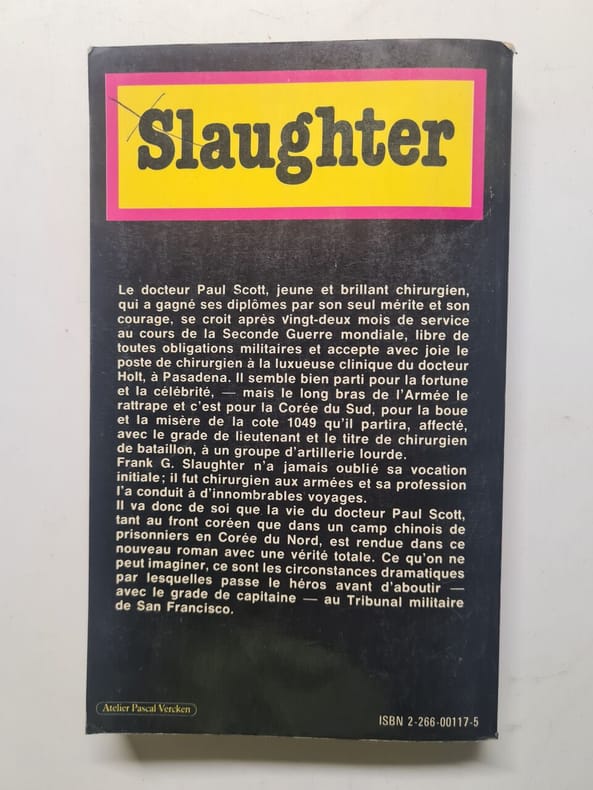 Slaughter
Le docteur Paul Scott, jeune et brillant chirurgien,
qui a gagné ses diplômes par son seul mérite et son
courage, se croit après vingt-deux mois de service
au cours de la Seconde Guerre mondiale, libre de
toutes obligations militaires et accepte avec joie le
poste de chirurgien à la luxueuse clinique du docteur
Holt, à Pasadena. Il semble bien parti pour la fortune
et la célébrité, — mais le long bras de l'Armée le
rattrape et c'est pour la Corée du Sud, pour la boue
et la misère de la cote 1049 qu'il partira, affecté,
avec le grade de lieutenant et le titre de chirurgien
de bataillon, à un groupe d'artillerie lourde.
Frank G. Slaughter n'a jamais oublié sa vocation
initiale ; il fut chirurgien aux armées et sa profession
l'a conduit à d'innombrables voyages.
Il va donc de soi que la vie du docteur Paul Scott,
tant au front coréen que dans un camp chinois de
prisonniers en Corée du Nord, est rendue dans ce
nouveau roman avec une vérité totale. Ce qu'on ne
peut imaginer, ce sont les circonstances dramatiques
par lesquelles passe le héros avant d'aboutir —
avec le grade de capitaine — au Tribunal militaire
de San Francisco.
Atelier Pascal Vercken
ISBN 2-266-00117-5